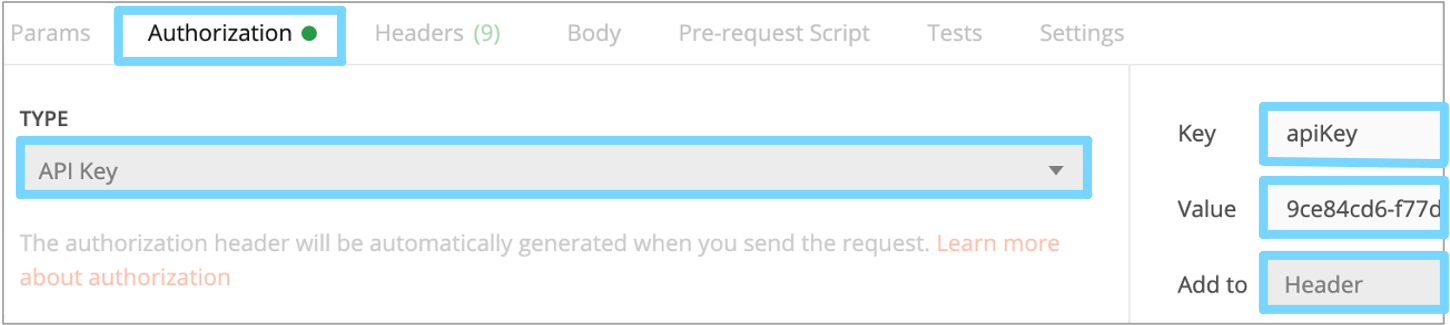 Params Authorization Headers (9) Body Pre-request Script Tests Settings
TYPE
API Key
The authorization header will be automatically generated when you send the request. Learn more
about authorization
Key apiKey
Value 9ce84cd6-f77d
Add to Header